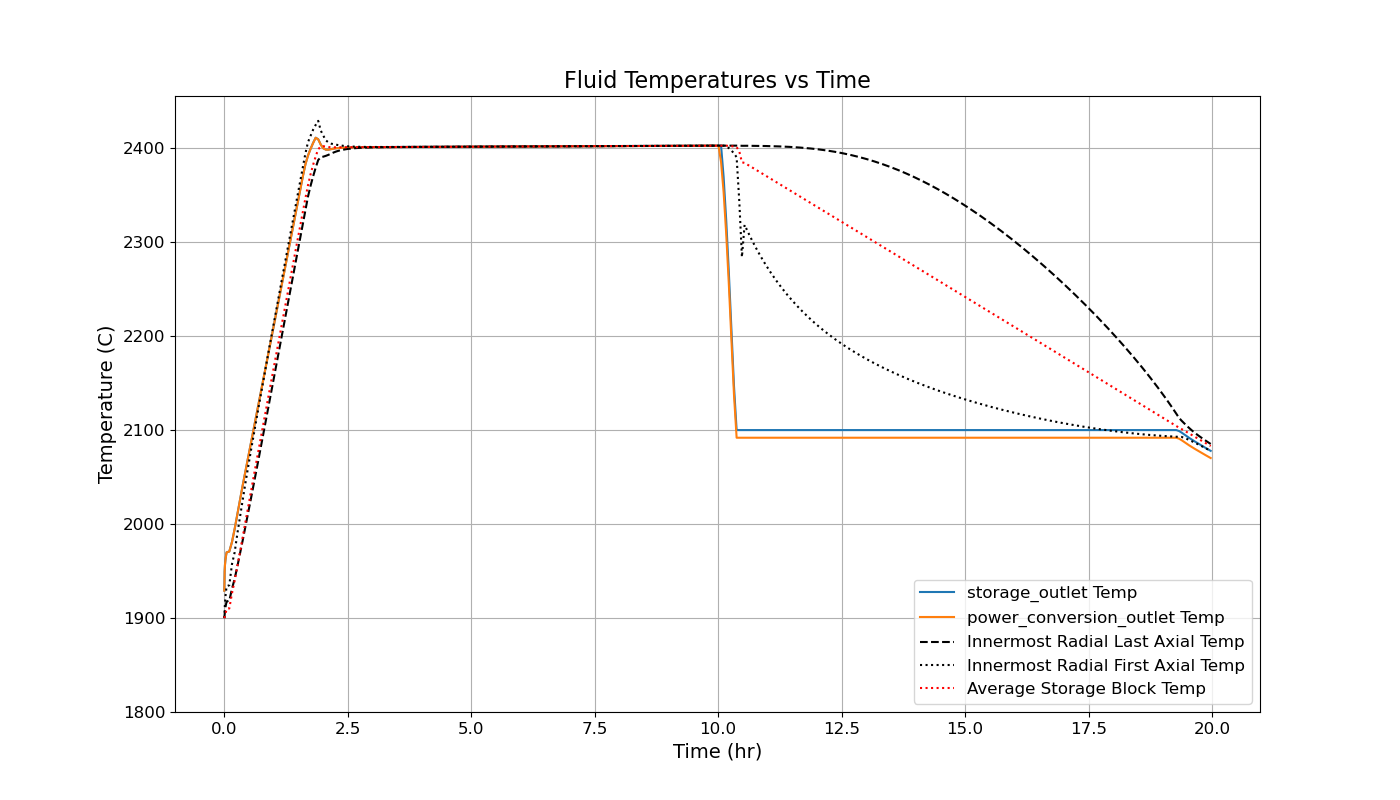 Fluid Temperatures vs Time
Temperature (C)
2400
2300
2200
2100
2000
1900
1800
0.0 2.5 5.0 7.5 10.0 12.5 15.0 17.5 20.0
Time (hr)
storage_outlet Temp
power_conversion_outlet Temp
Innermost Radial Last Axial Temp
Innermost Radial First Axial Temp
Average Storage Block Temp